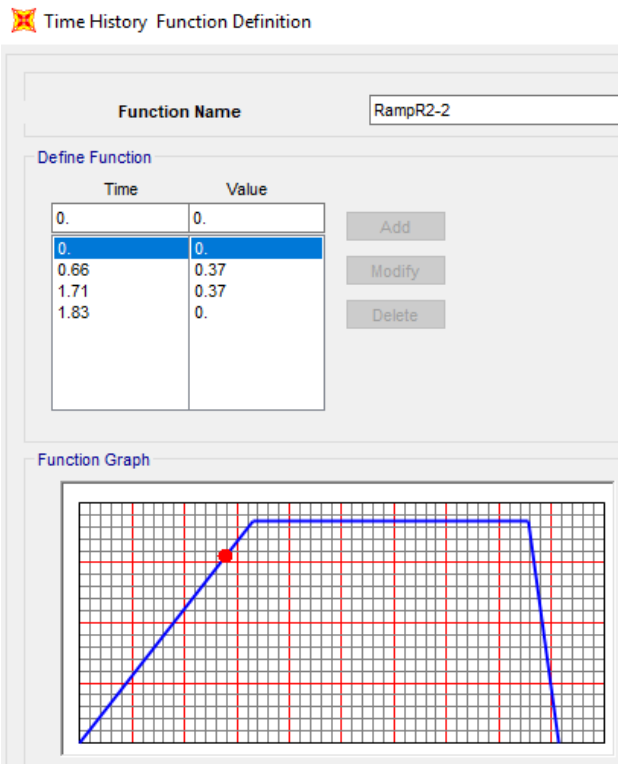 Time History Function Definition
Function Name RampR2-2
Define Function
Time Value
0. 0. Add
0. 0.
0.66 0.37 Modify
1.71 0.37
1.83 0. Delete
Function Graph